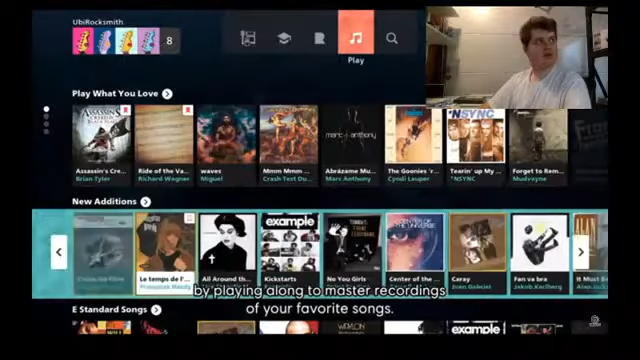 UbiRocksmith
8
Play
Play What You Love
Assassin's Cre...
Brian Tyler
Ride of the Va...
Richard Wagner
waves
Miguel
Mmm Mmm ...
Crash Test Du...
marc anthony
Abrázame Mu...
Marc Anthony
The Goonies 'r...
Cyndi Lauper
*NSYNC
Tearin' up My ...
*NSYNC
Forget to Rem...
Mudvayne
New Additions
Le temps de l'...
Françoise Hardy
All Around th...
example
Kickstarts
No You Girls
Center of the ...
Caray
Juan Gabriel
Fan va bra
Jakob Karlberg
It Must B
Alan Jack
by playing along to master recordings
of your favorite songs.
E Standard Songs
WAYLON
example